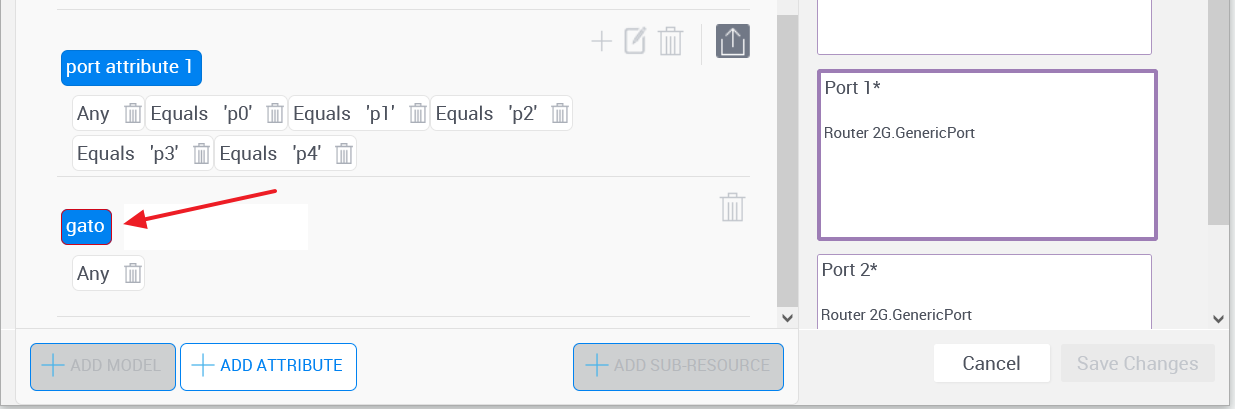 port attribute 1
Any Equals 'p0' Equals 'p1' Equals 'p2'
Equals 'p3' Equals 'p4'
gato
Any
ADD MODEL ADD ATTRIBUTE ADD SUB-RESOURCE
Port 1*
Router 2G.GenericPort
Port 2*
Router 2G.GenericPort
Cancel Save Changes